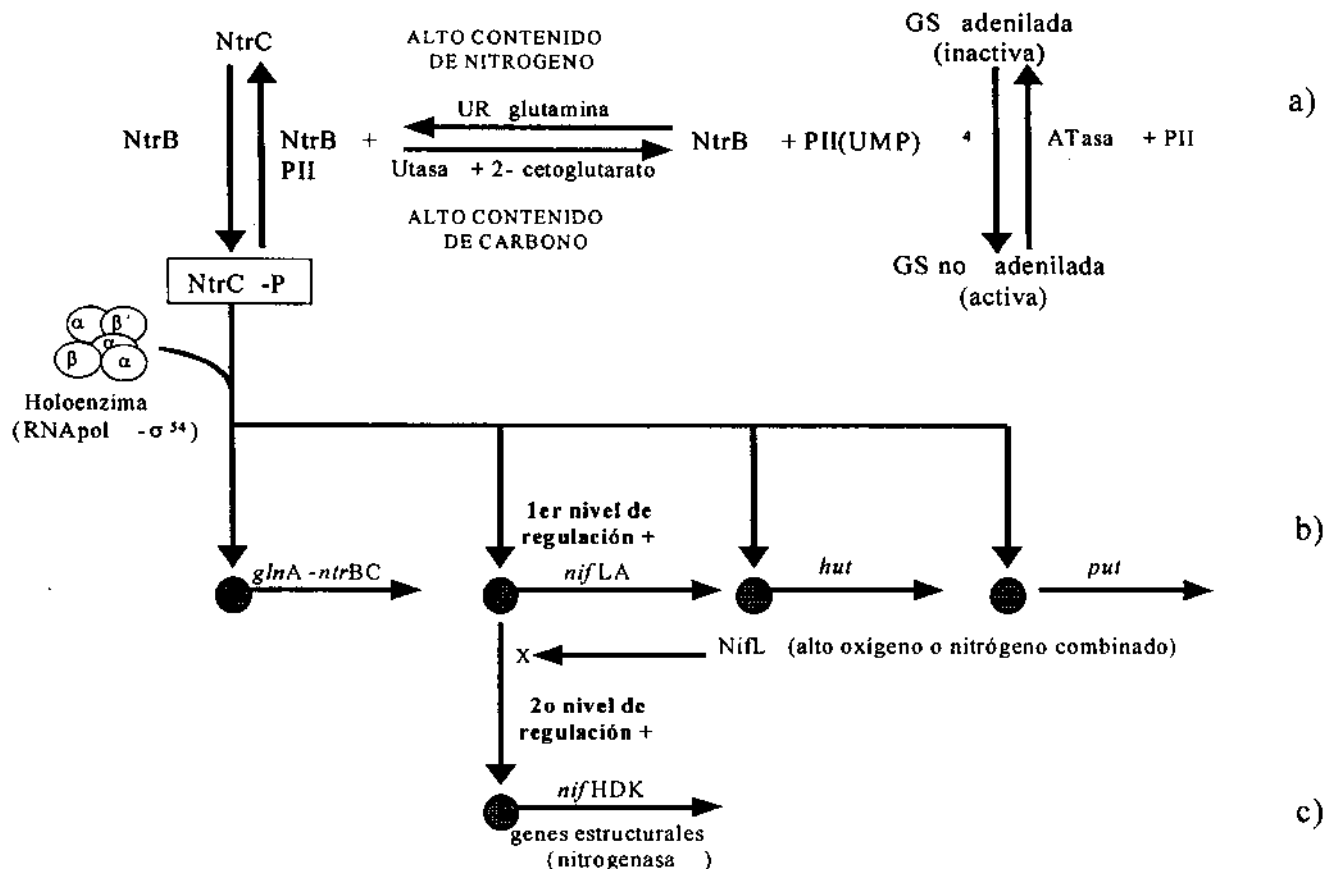 NtrC
ALTO CONTENIDO
DE NITROGENO
GS adenilada
(inactiva)
a)
UR glutamina
NtrB
NtrB +
PII
NtrB + PII(UMP)
4
ATasa + PII
Utasa + 2- cetoglutarato
ALTO CONTENIDO
DE CARBONO
GS no adenilada
(activa)
NtrC -P
α β'
α
β α
Holoenzima
(RNApol -σ 54)
1er nivel de
regulación +
b)
glnA -ntrBC
nifLA
hut
put
X
NifL (alto oxígeno o nitrógeno combinado)
2o nivel de
regulación +
nifHDK
genes estructurales
(nitrogenasa )
c)